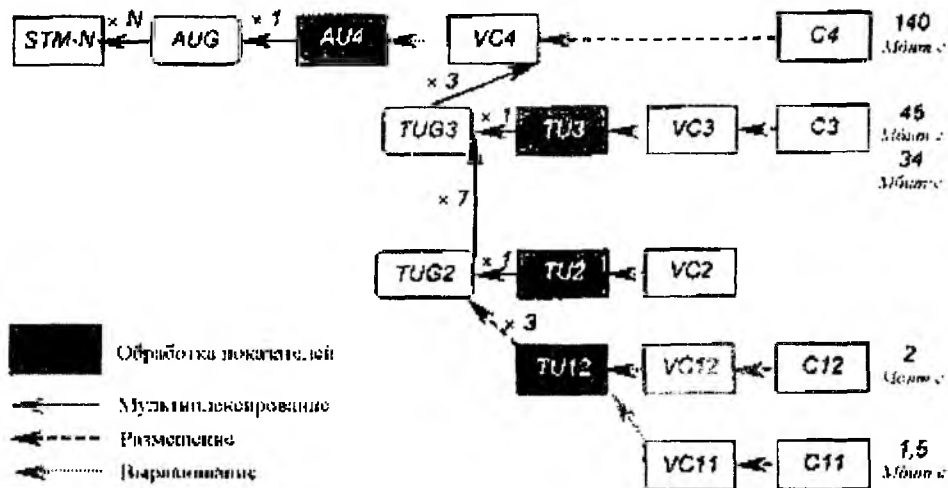 × N × 1
STM-N AUG AU4 VC4 C4 140
Мбит с
× 3
× 1
TUG3 TU3 VC3 C3 45
Мбит с
34
Мбит с
× 7
× 1
TUG2 TU2 VC2
× 3
Обработка показателей
TU12 VC12 C12 2
Мбит с
Мультиплексирование
Размещение
Выравнивание
VC11 C11 1,5
Мбит с